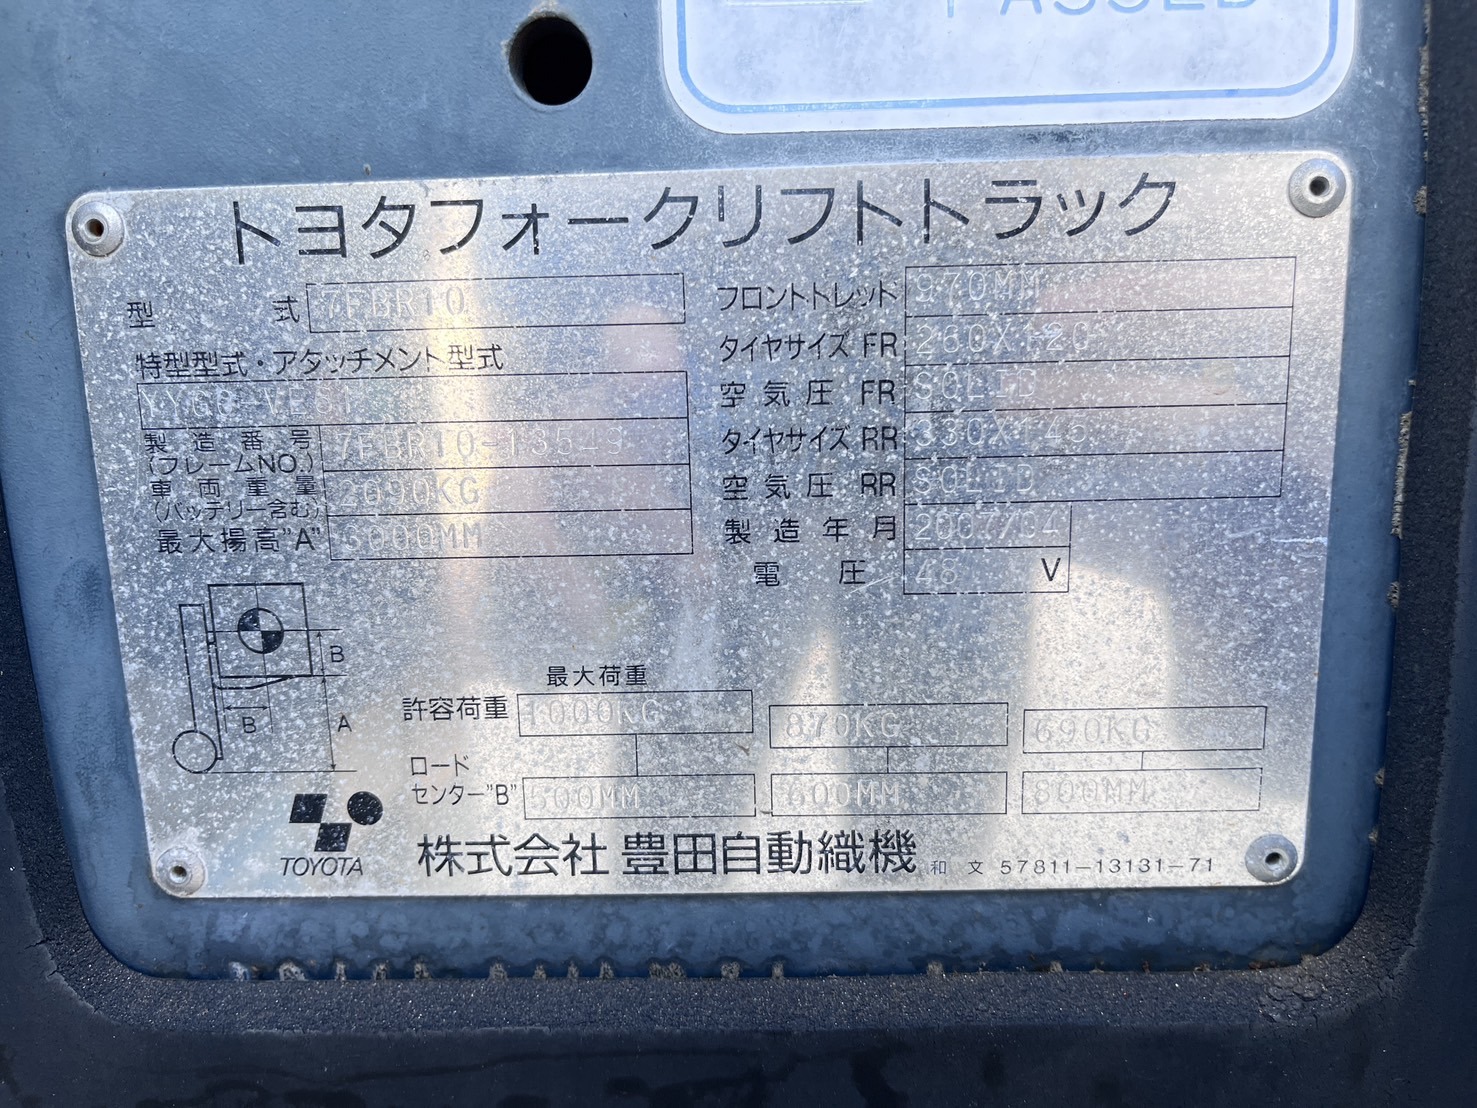 PASSED
トヨタフォークリフトトラック
型式 7FBR10
特型型式・アタッチメント型式
製造番号 (フレームNO.) 7FBR10-
車両重量 (バッテリー含む) 2090KG
最大揚高"A" 3000MM
フロントトレット 970MM
タイヤサイズ FR
空気圧 FR SOLID
タイヤサイズ RR 330X145
空気圧 RR SOLID
製造年月 2007/04
電圧 48 V
B
B
A
最大荷重
許容荷重 1000KG 870KG 690KG
ロード
センター"B" 500MM 600MM 800MM
TOYOTA
株式会社 豊田自動織機 和文 57811-13131-71